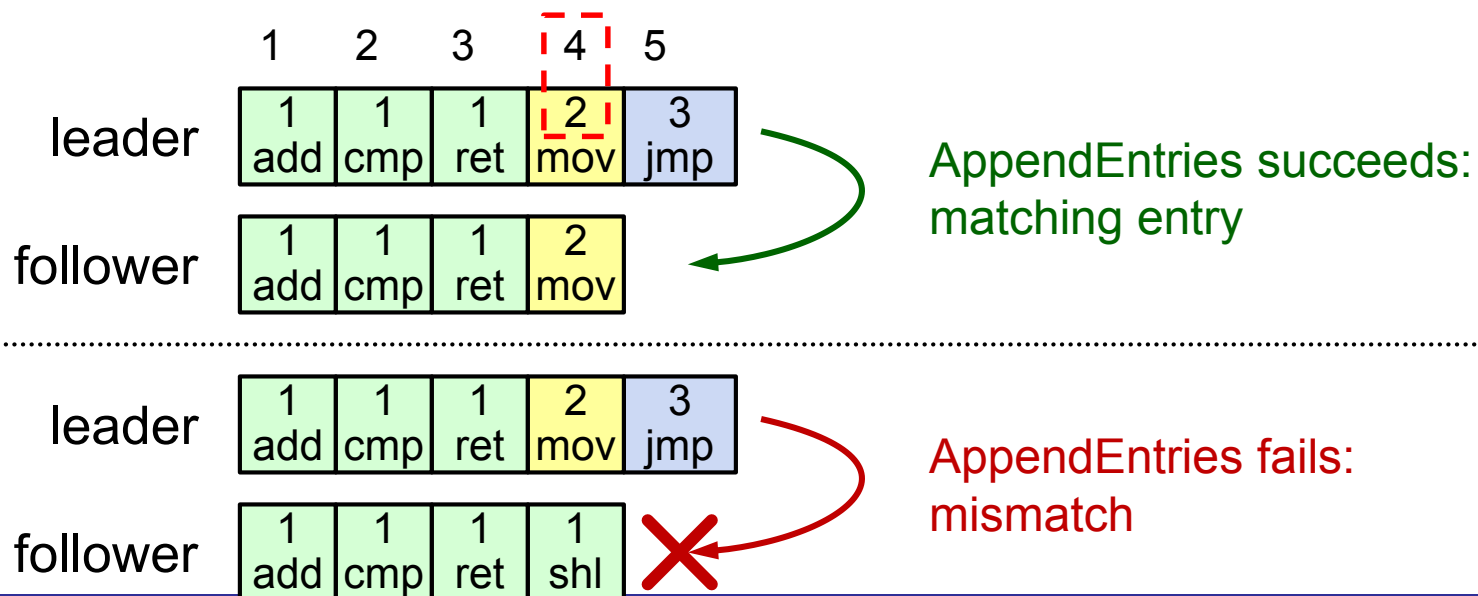 1 2 3 4 5
leader
1 1 1 2 3
add cmp ret mov jmp
AppendEntries succeeds:
matching entry
follower
1 1 1 2
add cmp ret mov
leader
1 1 1 2 3
add cmp ret mov jmp
AppendEntries fails:
mismatch
follower
1 1 1 1
add cmp ret shl